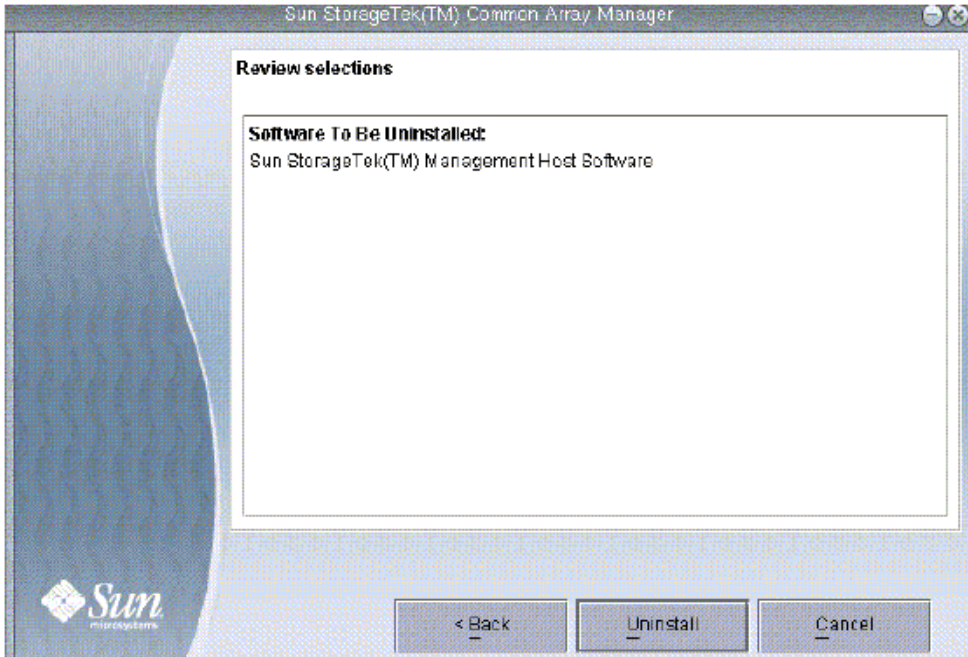 Sun StorageTek(TM) Common Array Manager
Review selections
Software To Be Uninstalled:
Sun StorageTek(TM) Management Host Software
Sun
microsystems
< Back
Uninstall
Cancel